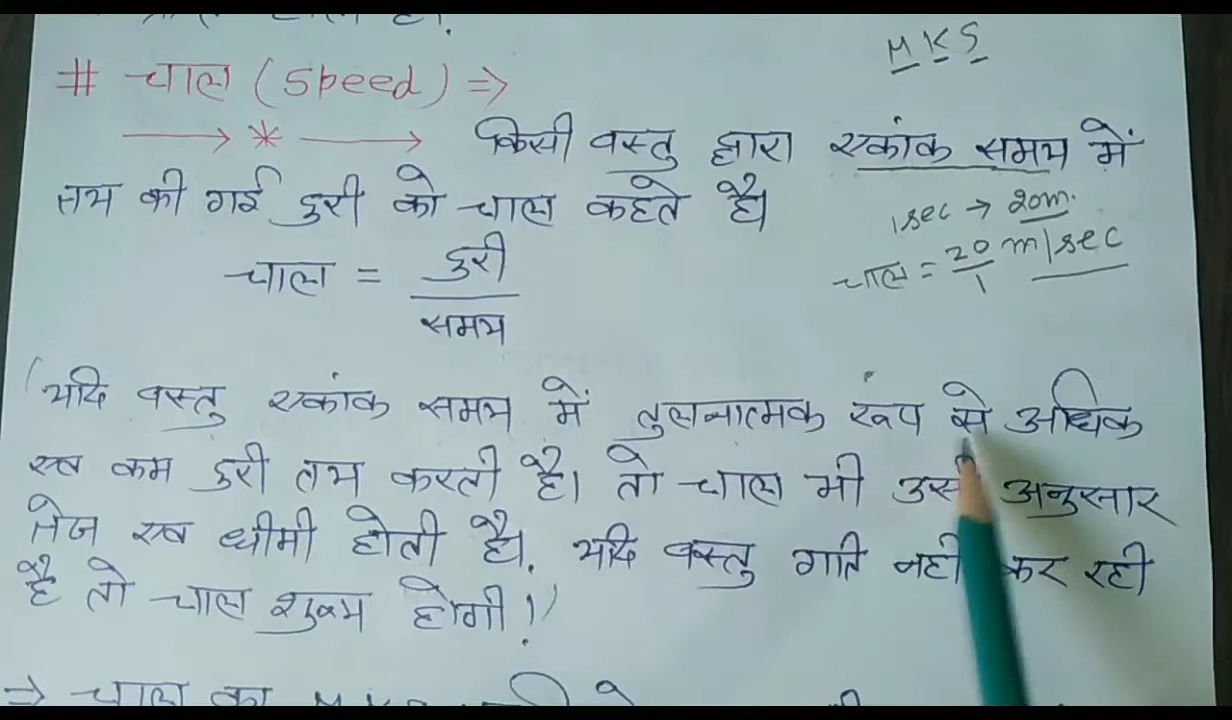 MKS
# चाल (Speed) ⇒
किसी वस्तु द्वारा एकांक समय में
तय की गई दुरी को चाल कहते है।
1sec → 20m.
चाल = 20/1 m/sec
चाल = दुरी/समय
(यदि वस्तु एकांक समय में तुलनात्मक रूंप से अधिक
एव कम दुरी तय करती है। तो चाल भी उसी अनुसार
तेज एव धीमी होती है। यदि वस्तु गति नही कर रही
है तो चाल शुन्य होगी।)
⇒ चाल का